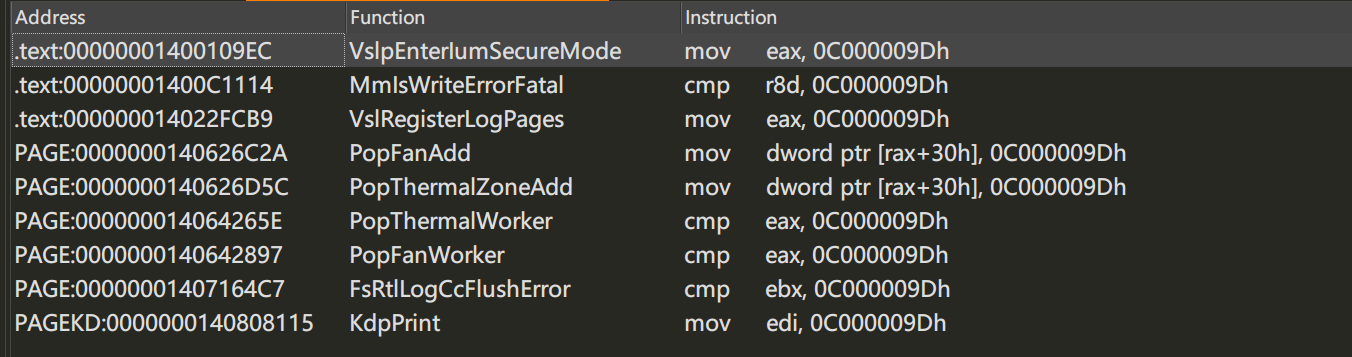 Address Function Instruction
.text:00000001400109EC VslpEnterIumSecureMode mov eax, 0C000009Dh
.text:00000001400C1114 MmIsWriteErrorFatal cmp r8d, 0C000009Dh
.text:000000014022FCB9 VslRegisterLogPages mov eax, 0C000009Dh
PAGE:0000000140626C2A PopFanAdd mov dword ptr [rax+30h], 0C000009Dh
PAGE:0000000140626D5C PopThermalZoneAdd mov dword ptr [rax+30h], 0C000009Dh
PAGE:000000014064265E PopThermalWorker cmp eax, 0C000009Dh
PAGE:0000000140642897 PopFanWorker cmp eax, 0C000009Dh
PAGE:00000001407164C7 FsRtlLogCcFlushError cmp ebx, 0C000009Dh
PAGEKD:0000000140808115 KdpPrint mov edi, 0C000009Dh